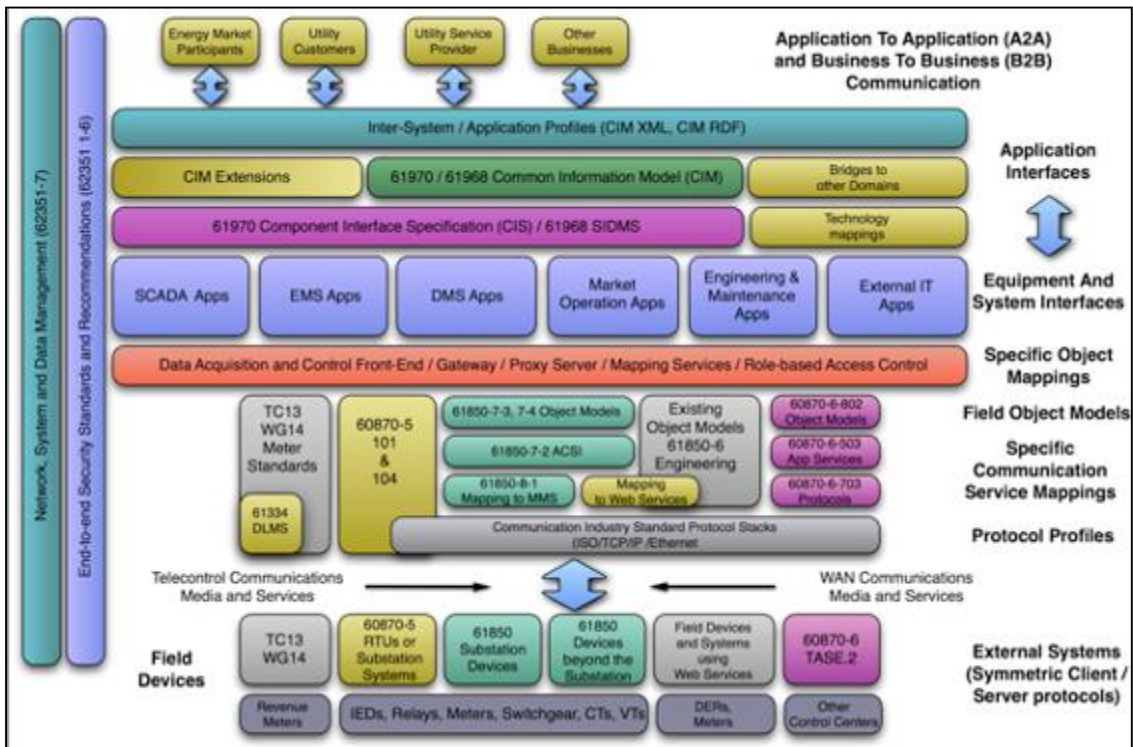 Network, System and Data Management (62351-7)
End-to-end Security Standards and Recommendations (62351 1-6)
Energy Market
Participants
Utility
Customers
Utility Service
Provider
Other
Businesses
Application To Application (A2A)
and Business To Business (B2B)
Communication
Inter-System / Application Profiles (CIM XML, CIM RDF)
CIM Extensions
61970 / 61968 Common Information Model (CIM)
Bridges to
other Domains
Application
Interfaces
61970 Component Interface Specification (CIS) / 61968 SIDMS
Technology
mappings
SCADA Apps
EMS Apps
DMS Apps
Market
Operation Apps
Engineering &
Maintenance
Apps
External IT
Apps
Equipment And
System Interfaces
Data Acquisition and Control Front-End / Gateway / Proxy Server / Mapping Services / Role-based Access Control
Specific Object
Mappings
TC13
WG14
Meter
Standards
61334
DLMS
60870-5
101
&
104
61850-7-3, 7-4 Object Models
61850-7-2 ACSI
61850-8-1
Mapping to MMS
Existing
Object Models
61850-6
Engineering
Mapping
to Web Services
60870-6-802
Object Models
60870-6-503
App Services
60870-6-703
Protocols
Field Object Models
Specific
Communication
Service Mappings
Communication Industry Standard Protocol Stacks
(ISO/TCP/IP /Ethernet
Protocol Profiles
Telecontrol Communications
Media and Services
WAN Communications
Media and Services
Field
Devices
TC13
WG14
60870-5
RTUs or
Substation
Systems
61850
Substation
Devices
61850
Devices
beyond the
Substation
Field Devices
and Systems
using
Web Services
60870-6
TASE.2
External Systems
(Symmetric Client /
Server protocols)
Revenue
Meters
IEDs, Relays, Meters, Switchgear, CTs, VTs
DERs,
Meters
Other
Control Centers